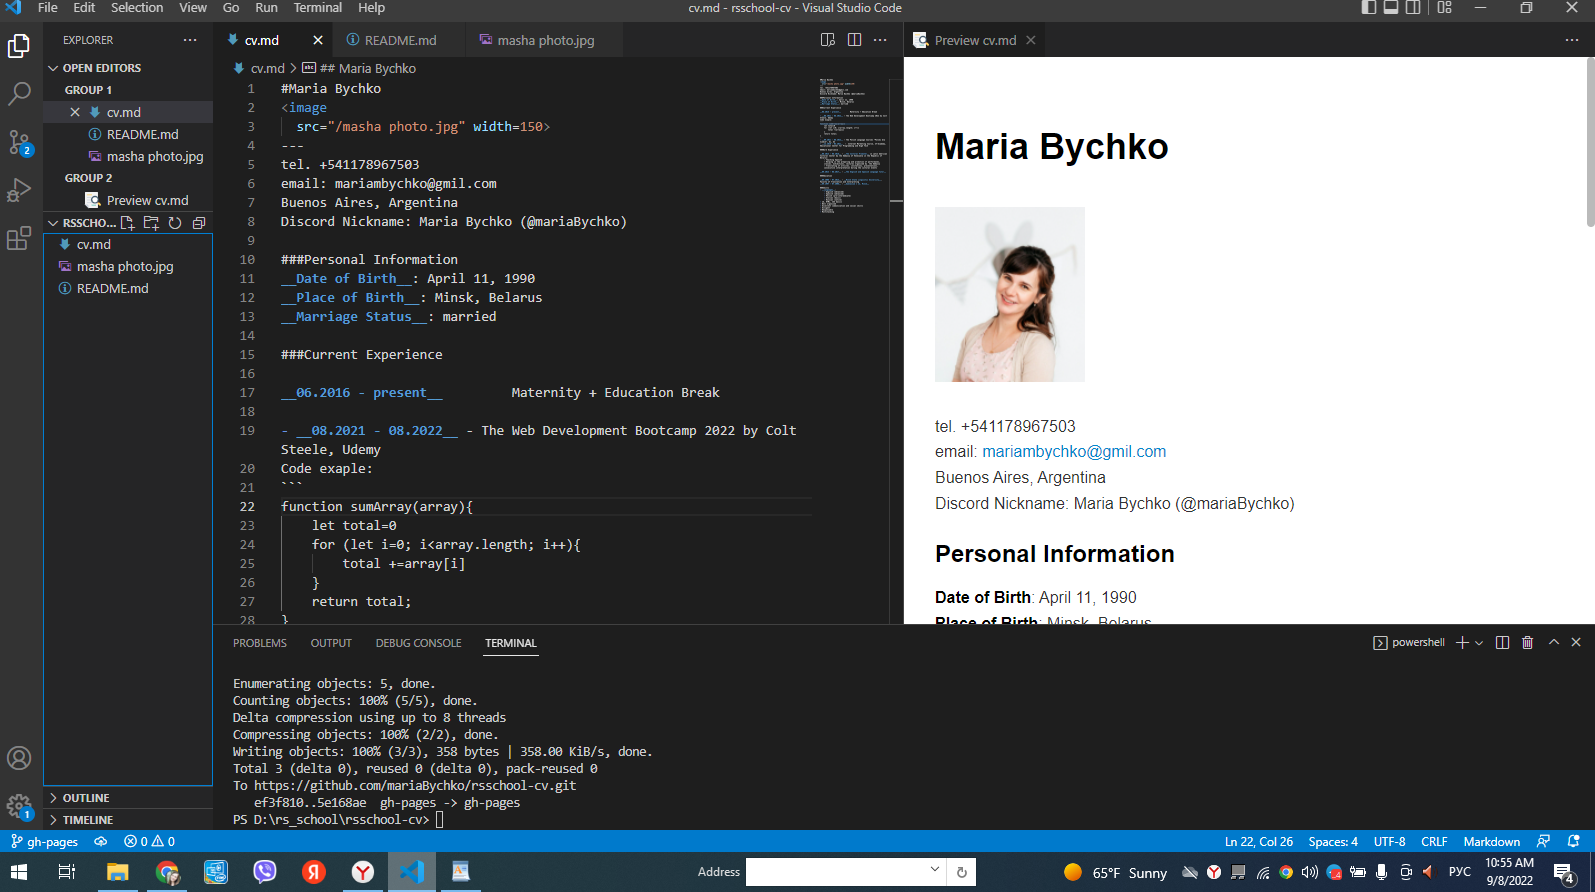 File Edit Selection View Go Run Terminal Help
cv.md - rsschool-cv - Visual Studio Code
EXPLORER
OPEN EDITORS
GROUP 1
cv.md
README.md
masha photo.jpg
GROUP 2
Preview cv.md
RSSCHO...
cv.md
masha photo.jpg
README.md
OUTLINE
TIMELINE
cv.md
README.md
masha photo.jpg
cv.md > ## Maria Bychko
1 #Maria Bychko
2 <image
3 src="/masha photo.jpg" width=150>
4 ---
5 tel. +541178967503
6 email: mariambychko@gmil.com
7 Buenos Aires, Argentina
8 Discord Nickname: Maria Bychko (@mariaBychko)
9
10 ###Personal Information
11 __Date of Birth__: April 11, 1990
12 __Place of Birth__: Minsk, Belarus
13 __Marriage Status__: married
14
15 ###Current Experience
16
17 __06.2016 - present__ Maternity + Education Break
18
19 - __08.2021 - 08.2022__ - The Web Development Bootcamp 2022 by Colt
Steele, Udemy
20 Code exaple:
21 ```
22 function sumArray(array){
23 let total=0
24 for (let i=0; i<array.length; i++){
25 total +=array[i]
26 }
27 return total;
28 }
Preview cv.md
Maria Bychko
tel. +541178967503
email: mariambychko@gmil.com
Buenos Aires, Argentina
Discord Nickname: Maria Bychko (@mariaBychko)
Personal Information
Date of Birth: April 11, 1990
Place of Birth: Minsk, Belarus
PROBLEMS OUTPUT DEBUG CONSOLE TERMINAL
powershell
Enumerating objects: 5, done.
Counting objects: 100% (5/5), done.
Delta compression using up to 8 threads
Compressing objects: 100% (2/2), done.
Writing objects: 100% (3/3), 358 bytes | 358.00 KiB/s, done.
Total 3 (delta 0), reused 0 (delta 0), pack-reused 0
To https://github.com/mariaBychko/rsschool-cv.git
ef3f810..5e168ae gh-pages -> gh-pages
PS D:\rs_school\rsschool-cv>
2
1
gh-pages 0 0
Ln 22, Col 26 Spaces: 4 UTF-8 CRLF Markdown
Address
65°F Sunny
РУС
10:55 AM
9/8/2022
4